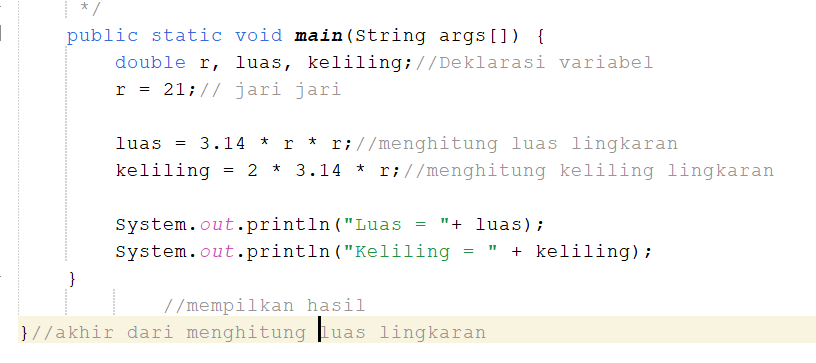 */
public static void main(String args[]) {
double r, luas, keliling;//Deklarasi variabel
r = 21;// jari jari
luas = 3.14 * r * r;//menghitung luas lingkaran
keliling = 2 * 3.14 * r;//menghitung keliling lingkaran
System.out.println("Luas = "+ luas);
System.out.println("Keliling = " + keliling);
}
//mempilkan hasil
}//akhir dari menghitung luas lingkaran